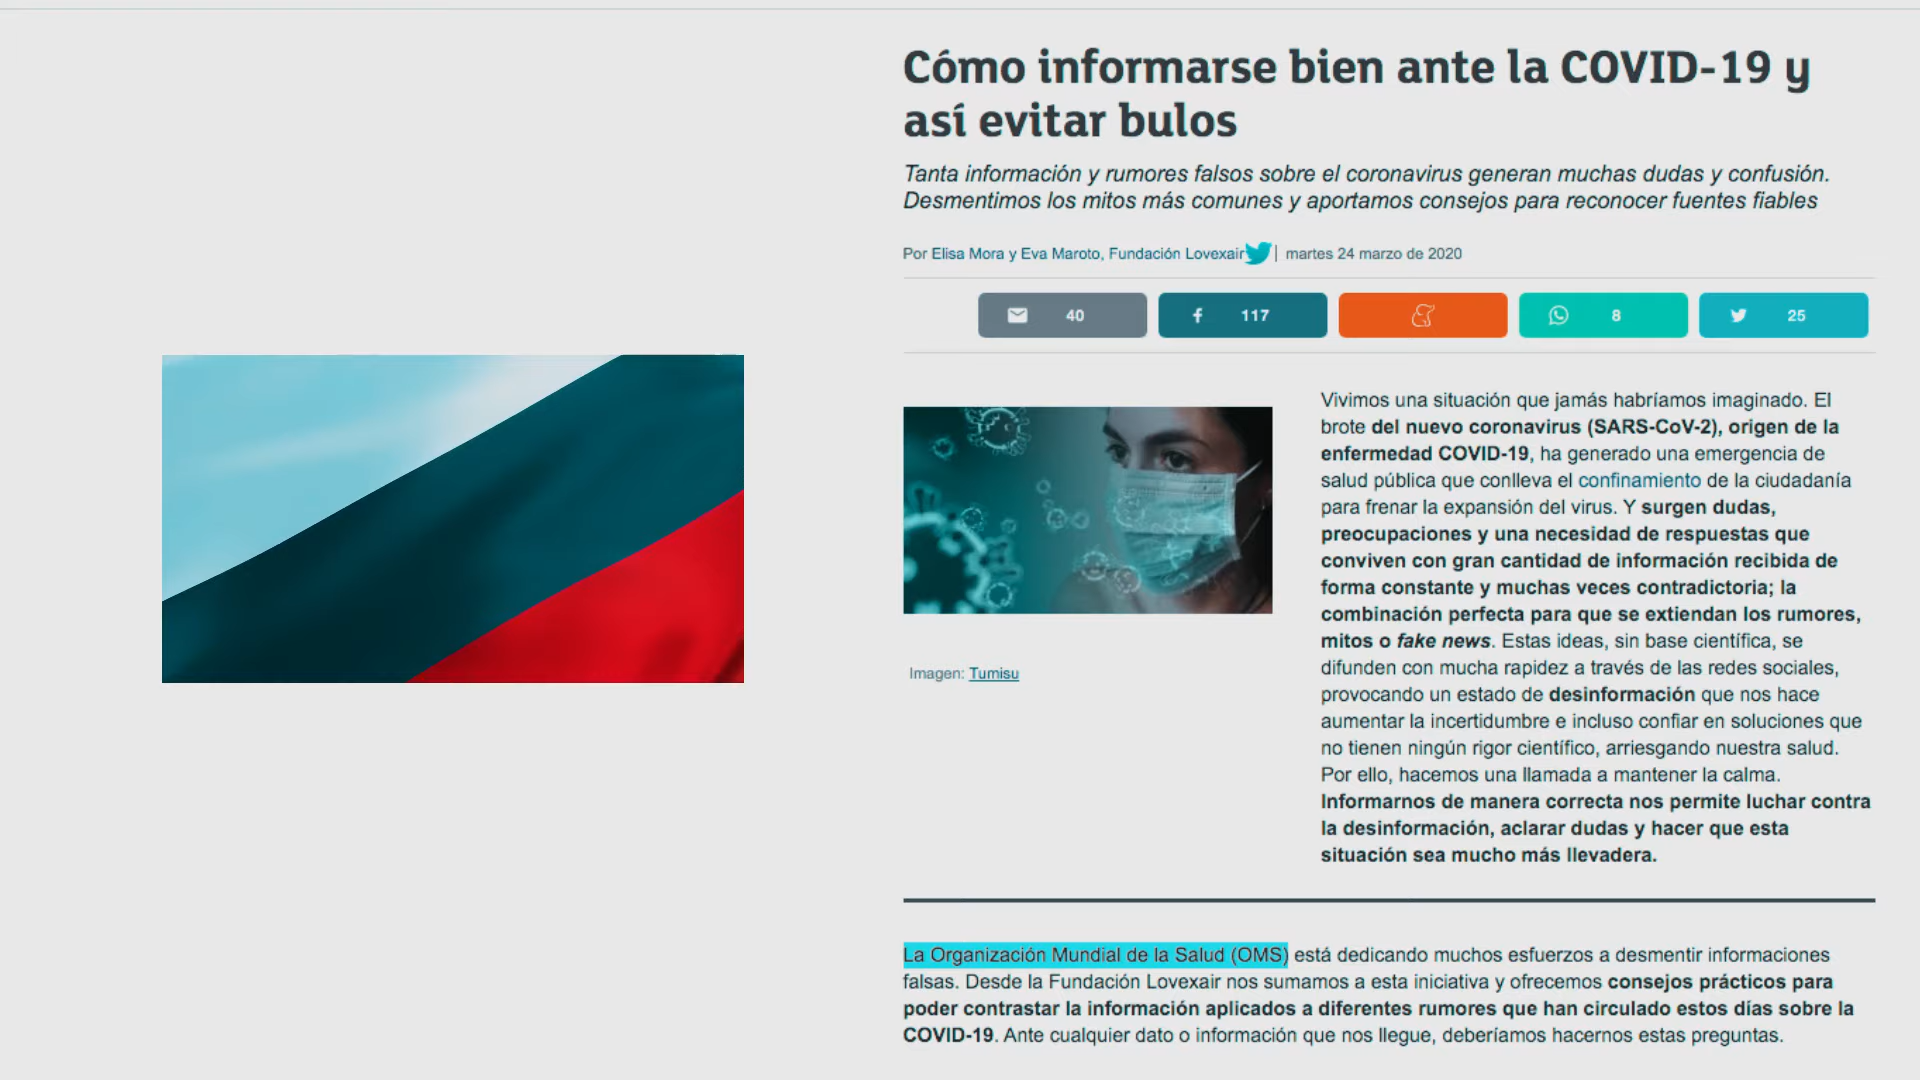 Cómo informarse bien ante la COVID-19 y
así evitar bulos
Tanta información y rumores falsos sobre el coronavirus generan muchas dudas y confusión.
Desmentimos los mitos más comunes y aportamos consejos para reconocer fuentes fiables
Por Elisa Mora y Eva Maroto, Fundación Lovexair | martes 24 marzo de 2020
40 117 8 25
Vivimos una situación que jamás habríamos imaginado. El
brote del nuevo coronavirus (SARS-CoV-2), origen de la
enfermedad COVID-19, ha generado una emergencia de
salud pública que conlleva el confinamiento de la ciudadanía
para frenar la expansión del virus. Y surgen dudas,
preocupaciones y una necesidad de respuestas que
conviven con gran cantidad de información recibida de
forma constante y muchas veces contradictoria; la
combinación perfecta para que se extiendan los rumores,
mitos o fake news. Estas ideas, sin base científica, se
difunden con mucha rapidez a través de las redes sociales,
provocando un estado de desinformación que nos hace
aumentar la incertidumbre e incluso confiar en soluciones que
no tienen ningún rigor científico, arriesgando nuestra salud.
Por ello, hacemos una llamada a mantener la calma.
Informarnos de manera correcta nos permite luchar contra
la desinformación, aclarar dudas y hacer que esta
situación sea mucho más llevadera.
Imagen: Tumisu
La Organización Mundial de la Salud (OMS) está dedicando muchos esfuerzos a desmentir informaciones
falsas. Desde la Fundación Lovexair nos sumamos a esta iniciativa y ofrecemos consejos prácticos para
poder contrastar la información aplicados a diferentes rumores que han circulado estos días sobre la
COVID-19. Ante cualquier dato o información que nos llegue, deberíamos hacernos estas preguntas.